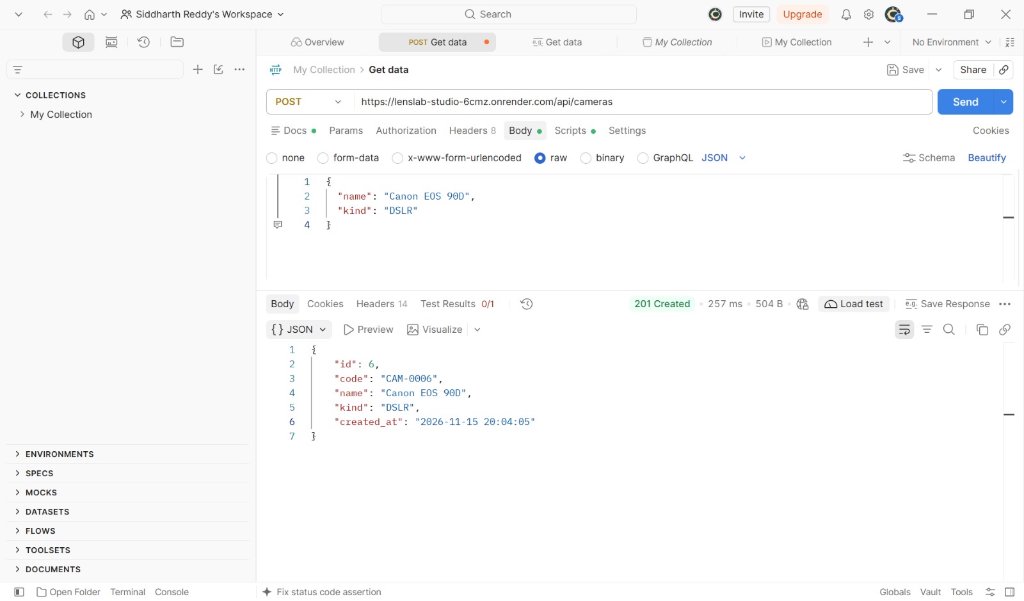 Siddharth Reddy's Workspace Search Invite Upgrade
Overview POST Get data e.g. Get data My Collection My Collection No Environment
My Collection > Get data Save Share
COLLECTIONS
My Collection
POST https://lenslab-studio-6cmz.onrender.com/api/cameras Send
Docs Params Authorization Headers 8 Body Scripts Settings Cookies
none form-data x-www-form-urlencoded raw binary GraphQL JSON Schema Beautify
1 {
2 "name": "Canon EOS 90D",
3 "kind": "DSLR"
4 }
Body Cookies Headers 14 Test Results 0/1 201 Created 257 ms 504 B Load test e.g. Save Response
{} JSON Preview Visualize
1 {
2 "id": 6,
3 "code": "CAM-0006",
4 "name": "Canon EOS 90D",
5 "kind": "DSLR",
6 "created_at": "2026-11-15 20:04:05"
7 }
ENVIRONMENTS
SPECS
MOCKS
DATASETS
FLOWS
TOOLSETS
DOCUMENTS
Open Folder Terminal Console Fix status code assertion Globals Vault Tools